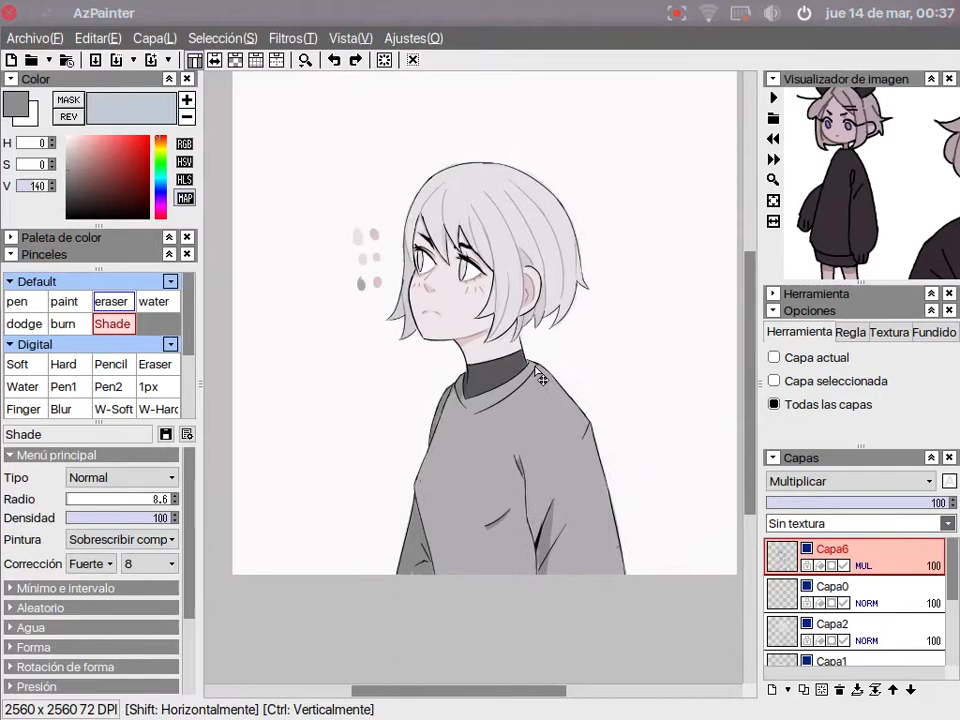 AzPainter
jue 14 de mar, 00:37
Archivo(F) Editar(E) Capa(L) Selección(S) Filtros(T) Vista(V) Ajustes(O)
Color
MASK
REV
H 0
S 0
V 140
RGB
HSV
HLS
MAP
Paleta de color
Pinceles
Default
pen paint eraser water
dodge burn Shade
Digital
Soft Hard Pencil Eraser
Water Pen1 Pen2 1px
Finger Blur W-Soft W-Harc
Shade
Menú principal
Tipo Normal
Radio 8.6
Densidad 100
Pintura Sobrescribir comp
Corrección Fuerte 8
Mínimo e intervalo
Aleatorio
Agua
Forma
Rotación de forma
Presión
Visualizador de imagen
Herramienta
Opciones
Herramienta Regla Textura Fundido
Capa actual
Capa seleccionada
Todas las capas
Capas
Multiplicar A
100
Sin textura
Capa6
MUL 100
Capa0
NORM 100
Capa2
NORM 100
Capa1
2560 x 2560 72 DPI [Shift: Horizontalmente] [Ctrl: Verticalmente]